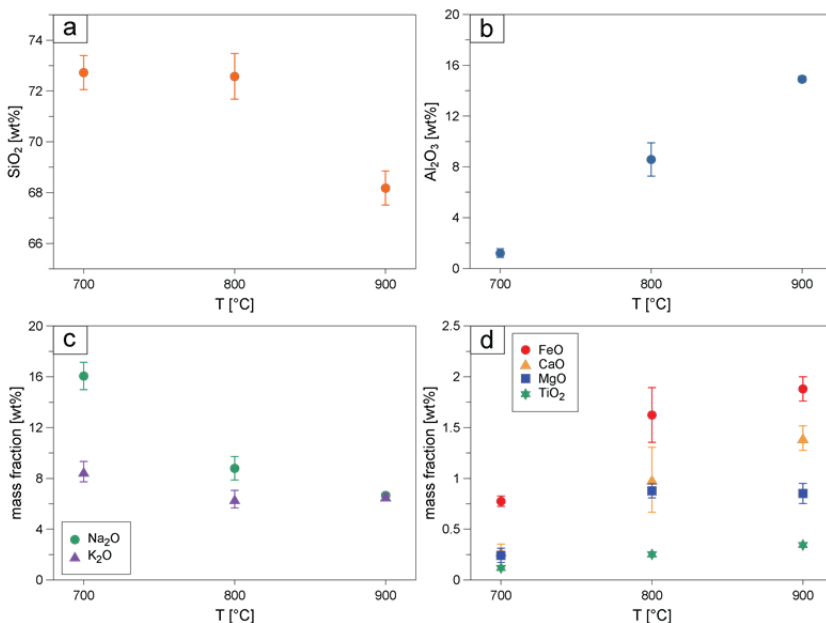 a
SiO₂ [wt%]
74
72
70
68
66
700
800
900
T [°C]
b
Al₂O₃ [wt%]
20
16
12
8
4
0
700
800
900
T [°C]
c
mass fraction [wt%]
20
16
12
8
4
0
Na₂O
K₂O
700
800
900
T [°C]
d
mass fraction [wt%]
2.5
2
1.5
1
0.5
0
FeO
CaO
MgO
TiO₂
700
800
900
T [°C]